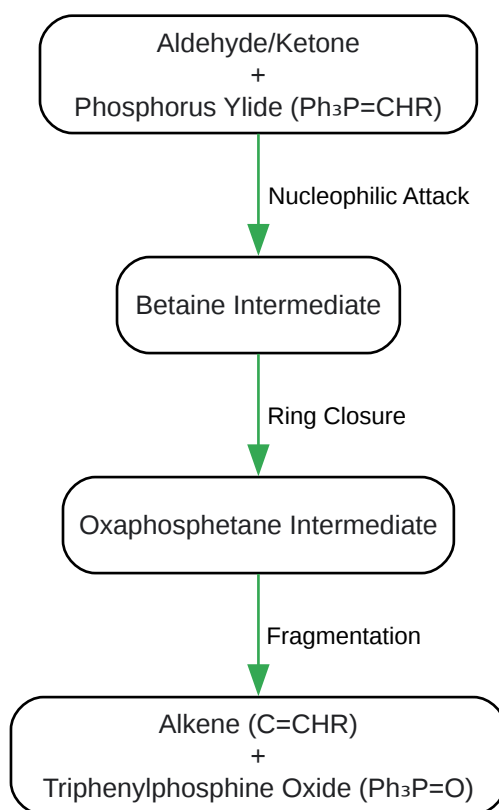 Aldehyde/Ketone
+
Phosphorus Ylide (Ph₃P=CHR)
Nucleophilic Attack
Betaine Intermediate
Ring Closure
Oxaphosphetane Intermediate
Fragmentation
Alkene (C=CHR)
+
Triphenylphosphine Oxide (Ph₃P=O)